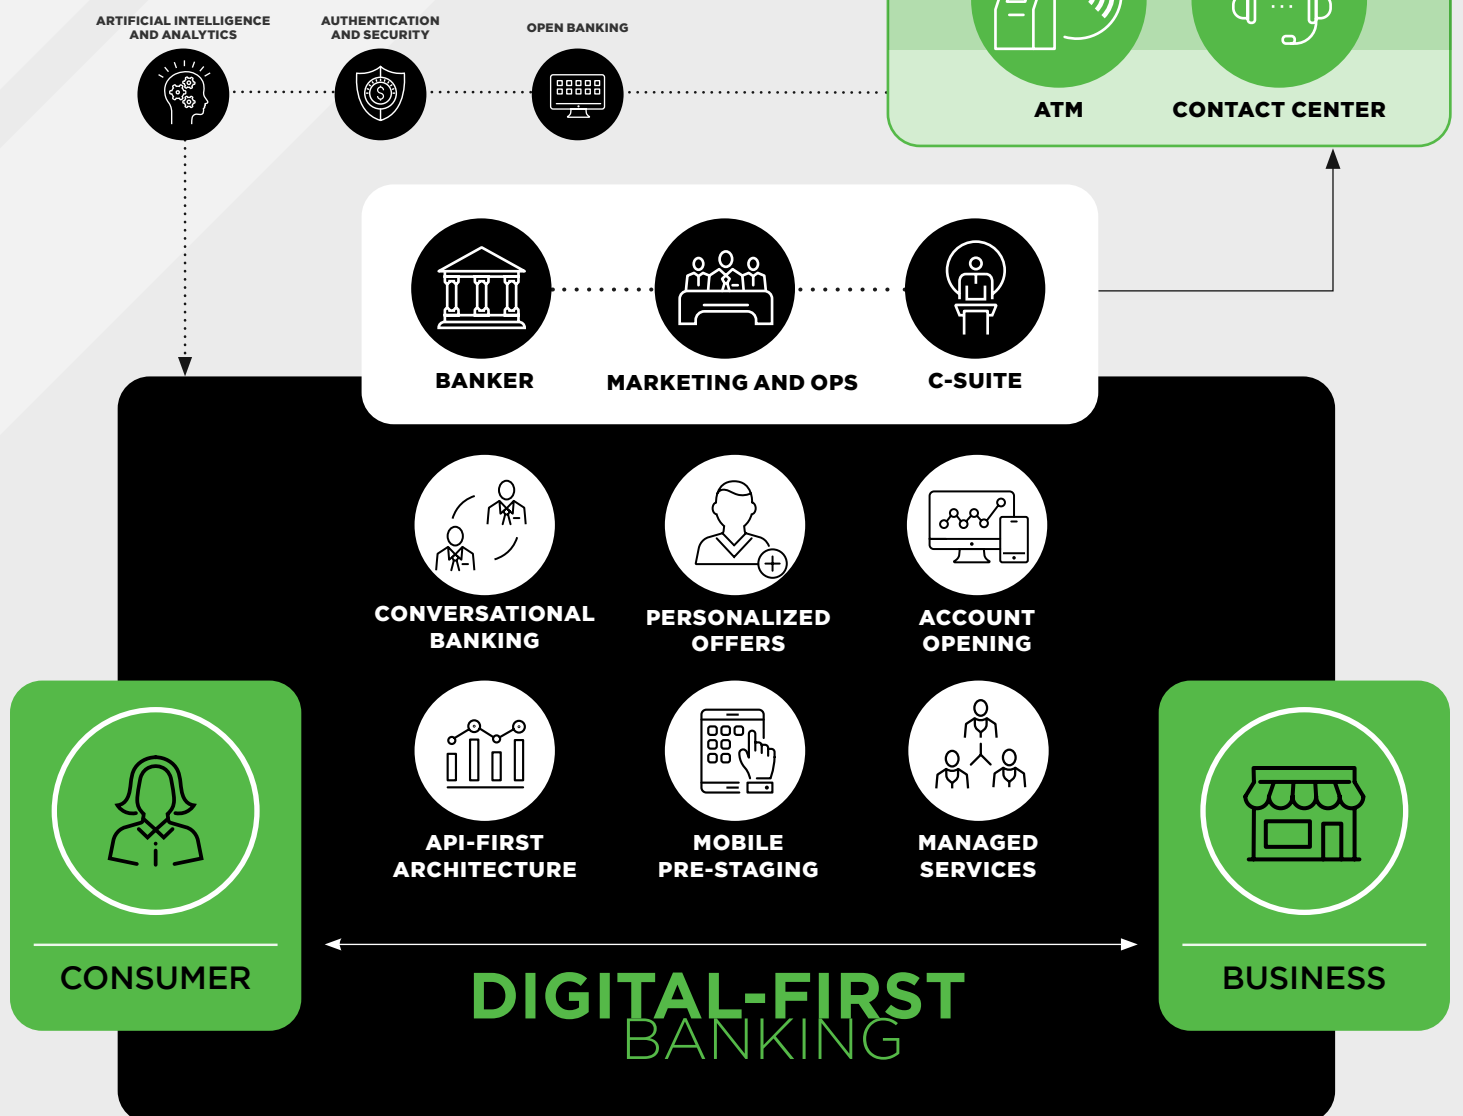 ARTIFICIAL INTELLIGENCE
AND ANALYTICS
AUTHENTICATION
AND SECURITY
OPEN BANKING
ATM
CONTACT CENTER
BANKER
MARKETING AND OPS
C-SUITE
CONVERSATIONAL
BANKING
PERSONALIZED
OFFERS
ACCOUNT
OPENING
API-FIRST
ARCHITECTURE
MOBILE
PRE-STAGING
MANAGED
SERVICES
CONSUMER
BUSINESS
DIGITAL-FIRST
BANKING